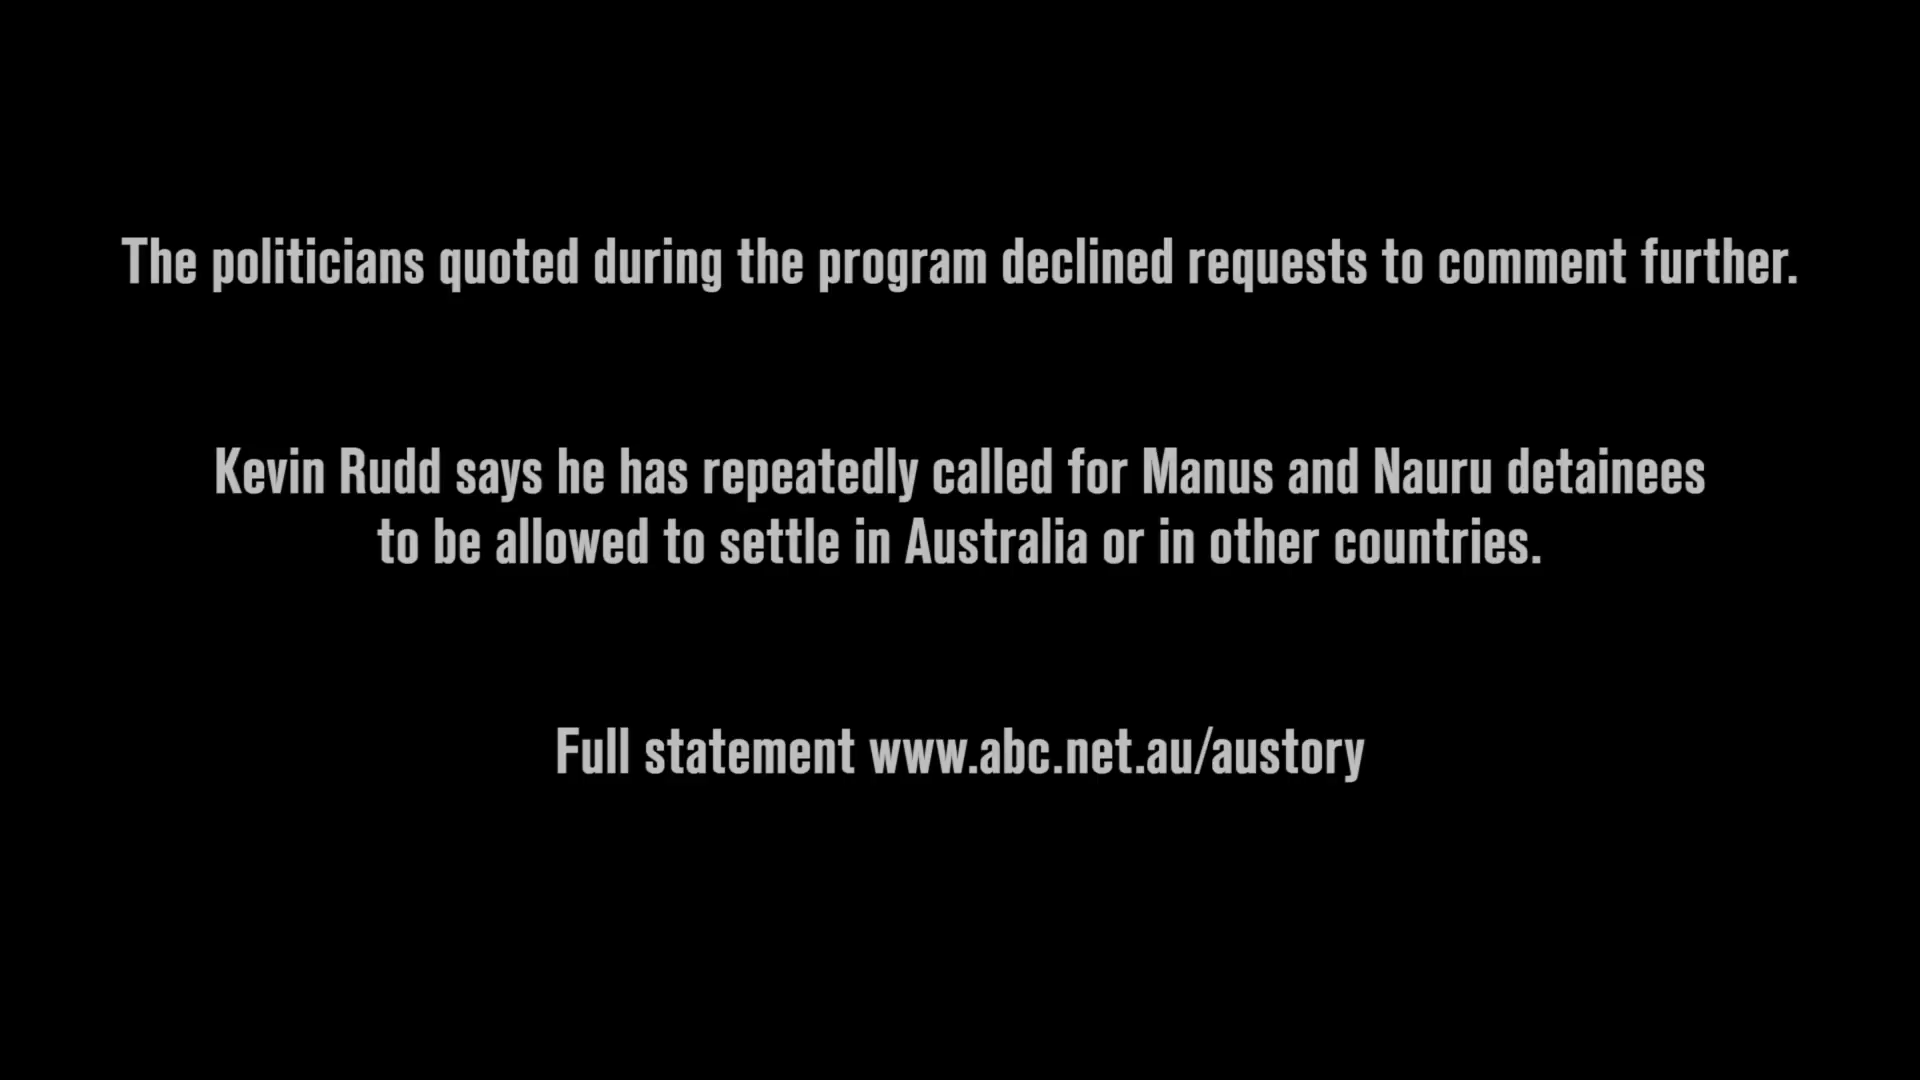 The politicians quoted during the program declined requests to comment further.
Kevin Rudd says he has repeatedly called for Manus and Nauru detainees
to be allowed to settle in Australia or in other countries.
Full statement www.abc.net.au/austory